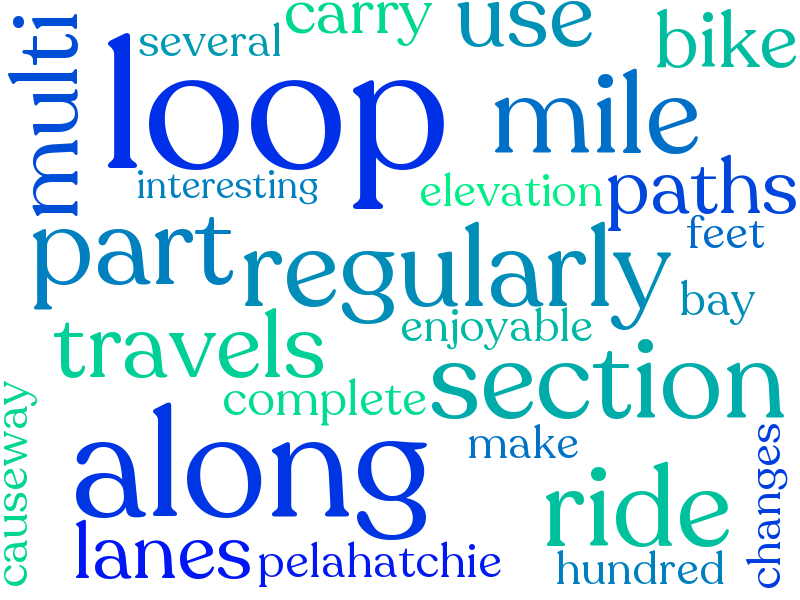 carry
use
several
bike
multi
loop
mile
interesting
elevation
paths
part
regularly
feet
bay
travels
enjoyable
complete
section
causeway
along
make
changes
ride
lanes
pelahatchie
hundred